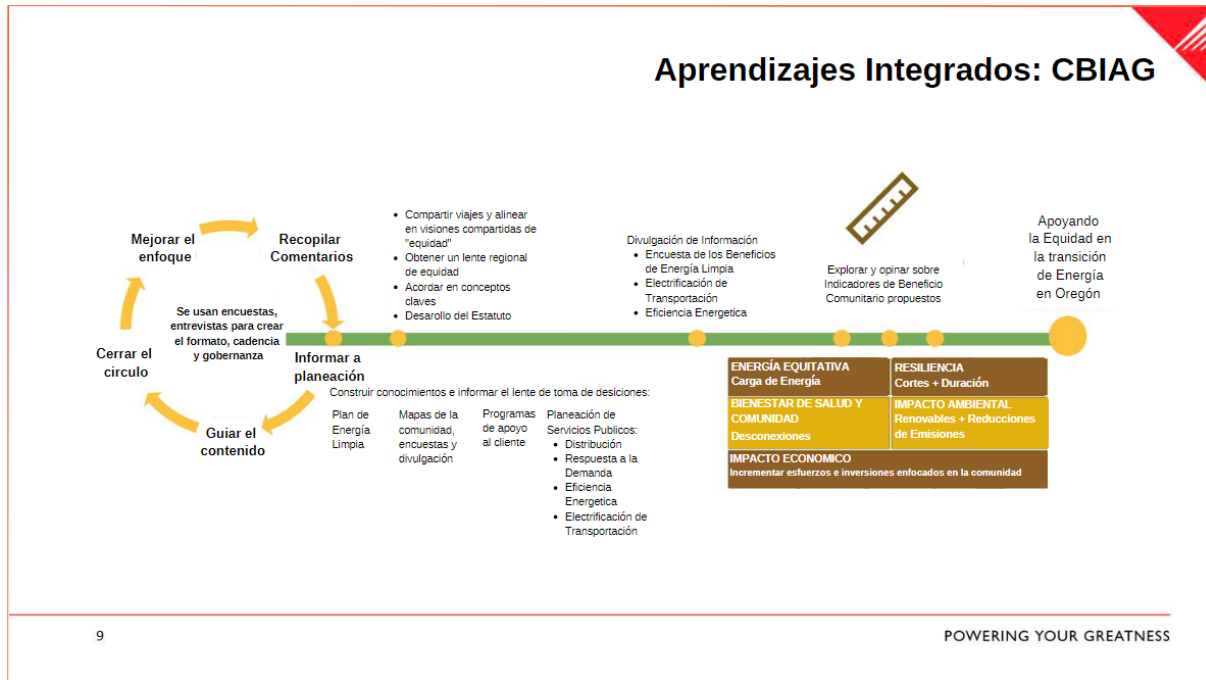 Aprendizajes Integrados: CBIAG
Mejorar el
enfoque
Recopilar
Comentarios
Se usan encuestas,
entrevistas para crear
el formato, cadencia
y gobernanza
Cerrar el
circulo
Informar a
planeación
Guiar el
contenido
• Compartir viajes y alinear
en visiones compartidas de
"equidad"
• Obtener un lente regional
de equidad
• Acordar en conceptos
claves
• Desarollo del Estatuto
Divulgación de Información
• Encuesta de los Beneficios
de Energía Limpia
• Electrificación de
Transportación
• Eficiencia Energetica
Explorar y opinar sobre
Indicadores de Beneficio
Comunitario propuestos
Apoyando
la Equidad en
la transición
de Energía
en Oregón
Construir conocimientos e informar el lente de toma de desiciones:
Plan de
Energía
Limpia
Mapas de la
comunidad,
encuestas y
divulgación
Programas
de apoyo
al cliente
Planeación de
Servicios Publicos:
• Distribución
• Respuesta a la
Demanda
• Eficiencia
Energetica
• Electrificación de
Transportación
ENERGÍA EQUITATIVA
Carga de Energía
RESILIENCIA
Cortes + Duración
BIENESTAR DE SALUD Y
COMUNIDAD
Desconexiones
IMPACTO AMBIENTAL
Renovables + Reducciones
de Emisiones
IMPACTO ECONOMICO
Incrementar esfuerzos e inversiones enfocados en la comunidad
9
POWERING YOUR GREATNESS